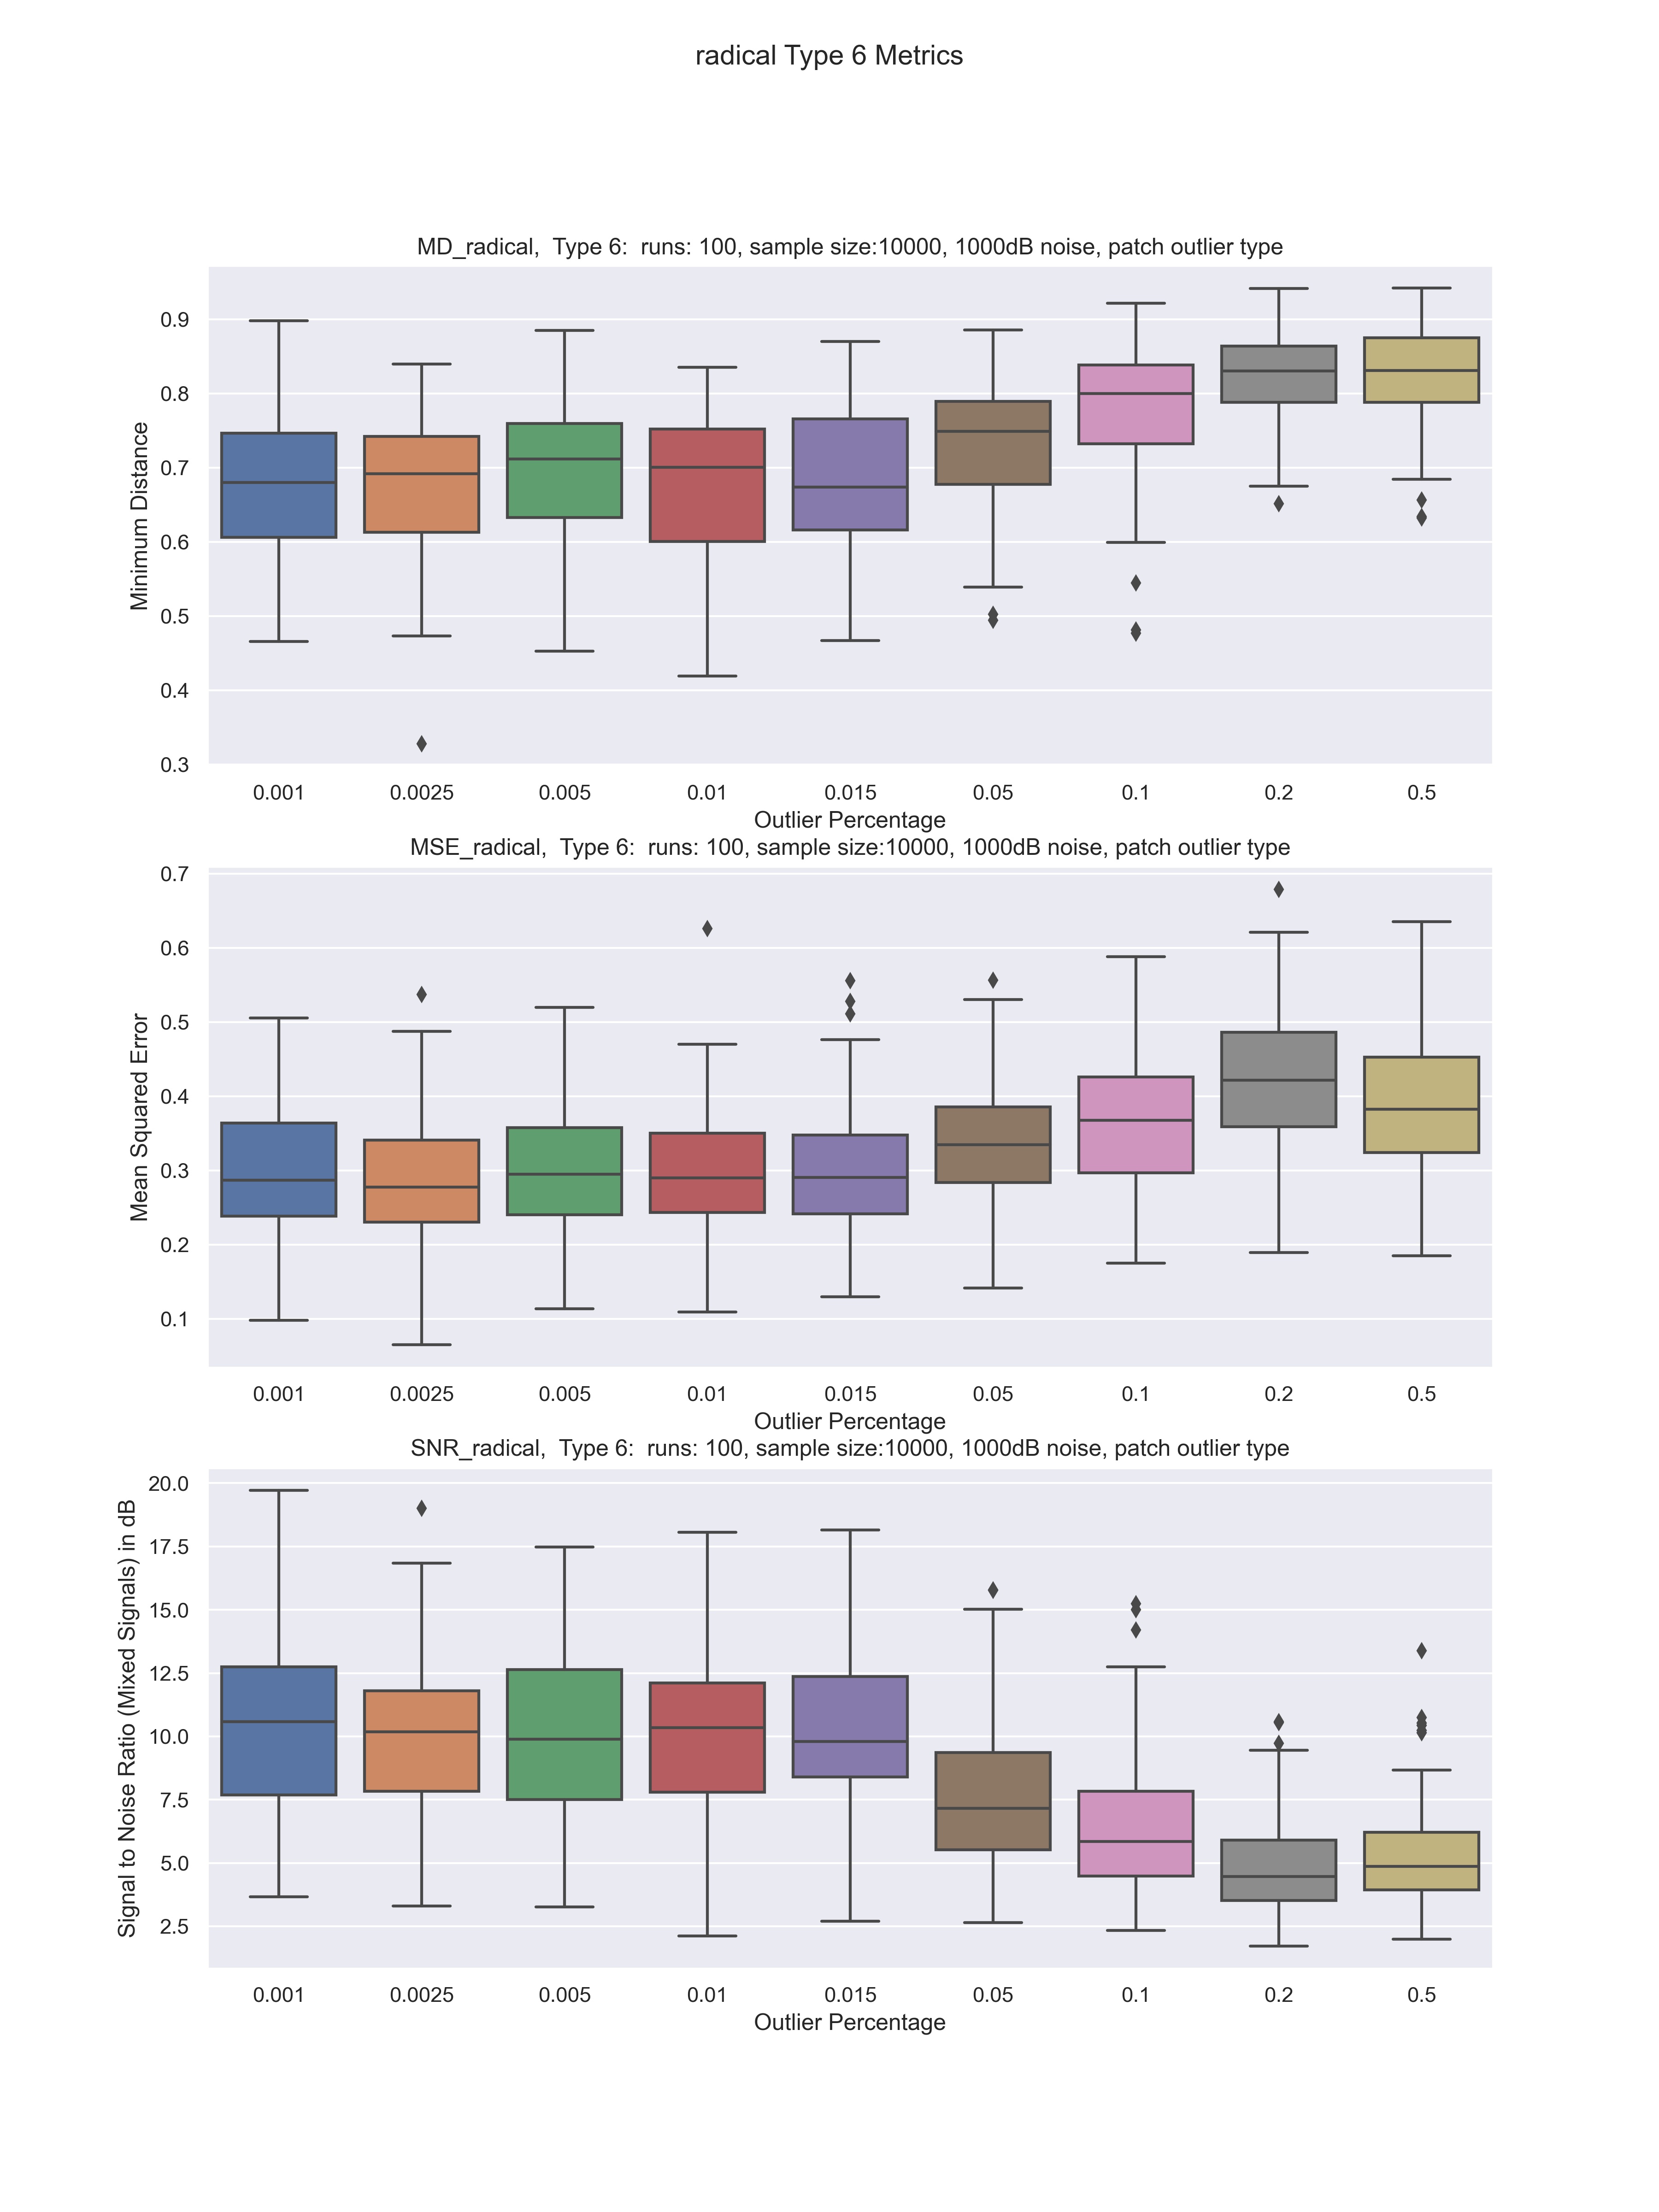 radical Type 6 Metrics
MD_radical,  Type 6:  runs: 100, sample size:10000, 1000dB noise, patch outlier type
Minimum Distance
0.9
0.8
0.7
0.6
0.5
0.4
0.3
0.001 0.0025 0.005 0.01 0.015 0.05 0.1 0.2 0.5
Outlier Percentage
MSE_radical,  Type 6:  runs: 100, sample size:10000, 1000dB noise, patch outlier type
Mean Squared Error
0.7
0.6
0.5
0.4
0.3
0.2
0.1
0.001 0.0025 0.005 0.01 0.015 0.05 0.1 0.2 0.5
Outlier Percentage
SNR_radical,  Type 6:  runs: 100, sample size:10000, 1000dB noise, patch outlier type
Signal to Noise Ratio (Mixed Signals) in dB
20.0
17.5
15.0
12.5
10.0
7.5
5.0
2.5
0.001 0.0025 0.005 0.01 0.015 0.05 0.1 0.2 0.5
Outlier Percentage